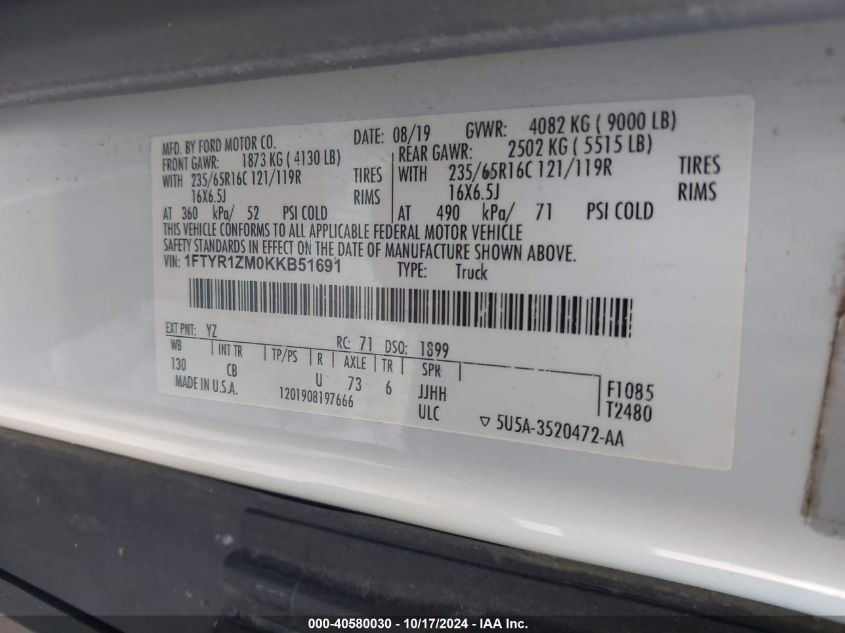 MFD. BY FORD MOTOR CO. DATE: 08/19 GVWR: 4082 KG ( 9000 LB)
FRONT GAWR: 1873 KG ( 4130 LB) REAR GAWR: 2502 KG ( 5515 LB)
WITH 235/65R16C 121/119R TIRES WITH 235/65R16C 121/119R TIRES
16X6.5J RIMS 16X6.5J RIMS
AT 360 kPa/ 52 PSI COLD AT 490 kPa/ 71 PSI COLD
THIS VEHICLE CONFORMS TO ALL APPLICABLE FEDERAL MOTOR VEHICLE
SAFETY STANDARDS IN EFFECT ON THE DATE OF MANUFACTURE SHOWN ABOVE.
VIN: 1FTYR1ZM0KKB51691 TYPE: Truck
EXT PNT: YZ RC: 71 DSO: 1S99
WB INT TR TP/PS R AXLE TR SPR
130 CB U 73 6 JJHH F1085
MADE IN U.S.A. 1201908197666 ULC T2480
▽ 5U5A-3520472-AA
000-40580030 - 10/17/2024 - IAAI Inc.